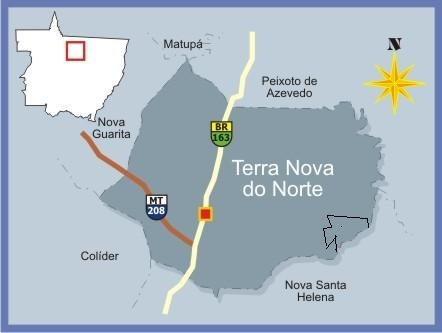 Matupá
N
Peixoto de
Azevedo
Nova
Guarita
BR
163
Terra Nova
do Norte
MT
208
Colíder
Nova Santa
Helena